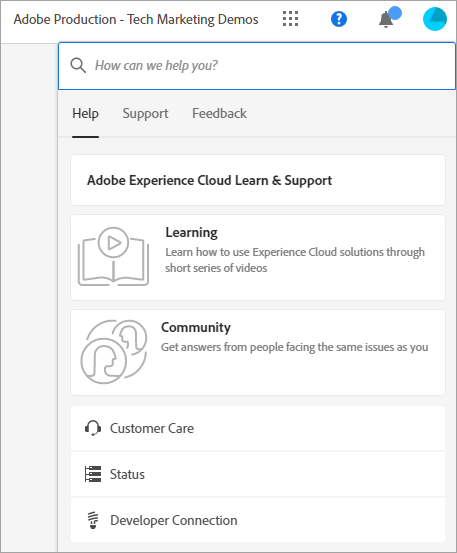 Adobe Production - Tech Marketing Demos
?
How can we help you?
Help Support Feedback
Adobe Experience Cloud Learn & Support
Learning
Learn how to use Experience Cloud solutions through
short series of videos
Community
Get answers from people facing the same issues as you
Customer Care
Status
Developer Connection